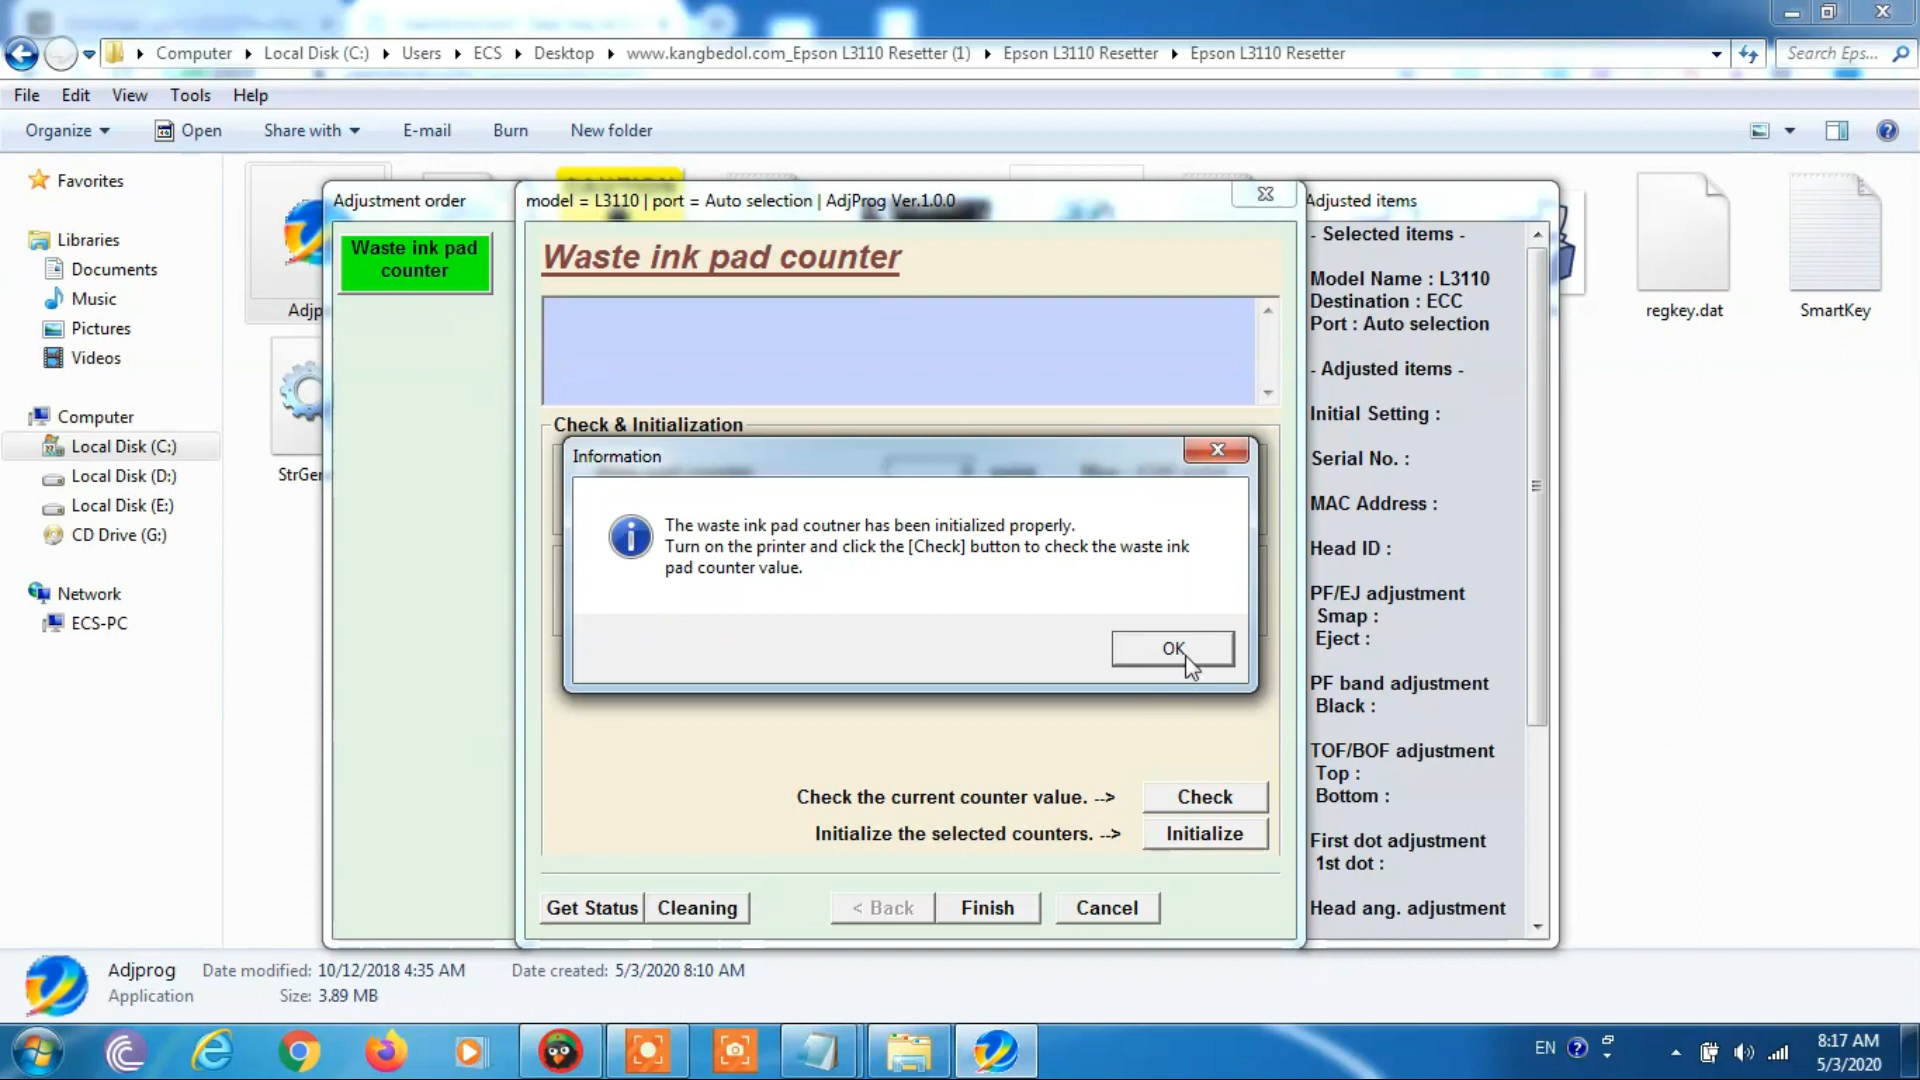 Computer
Local Disk (C:)
Users
ECS
Desktop
www.kangbedol.com_Epson L3110 Resetter (1)
Epson L3110 Resetter
Epson L3110 Resetter
Search Eps...
File Edit View Tools Help
Organize Open Share with E-mail Burn New folder
Favorites
Libraries
Documents
Music
Pictures
Videos
Computer
Local Disk (C:)
Local Disk (D:)
Local Disk (E:)
CD Drive (G:)
Network
ECS-PC
Adjp
StrGer
regkey.dat
SmartKey
Adjustment order
Waste ink pad
counter
model = L3110 | port = Auto selection | AdjProg Ver.1.0.0
Waste ink pad counter
Check & Initialization
Information
The waste ink pad coutner has been initialized properly.
Turn on the printer and click the [Check] button to check the waste ink
pad counter value.
OK
Check the current counter value. --> Check
Initialize the selected counters. --> Initialize
Get Status Cleaning < Back Finish Cancel
Adjusted items
- Selected items -
Model Name : L3110
Destination : ECC
Port : Auto selection
- Adjusted items -
Initial Setting :
Serial No. :
MAC Address :
Head ID :
PF/EJ adjustment
Smap :
Eject :
PF band adjustment
Black :
TOF/BOF adjustment
Top :
Bottom :
First dot adjustment
1st dot :
Head ang. adjustment
Adjprog Date modified: 10/12/2018 4:35 AM Date created: 5/3/2020 8:10 AM
Application Size: 3.89 MB
EN
8:17 AM
5/3/2020